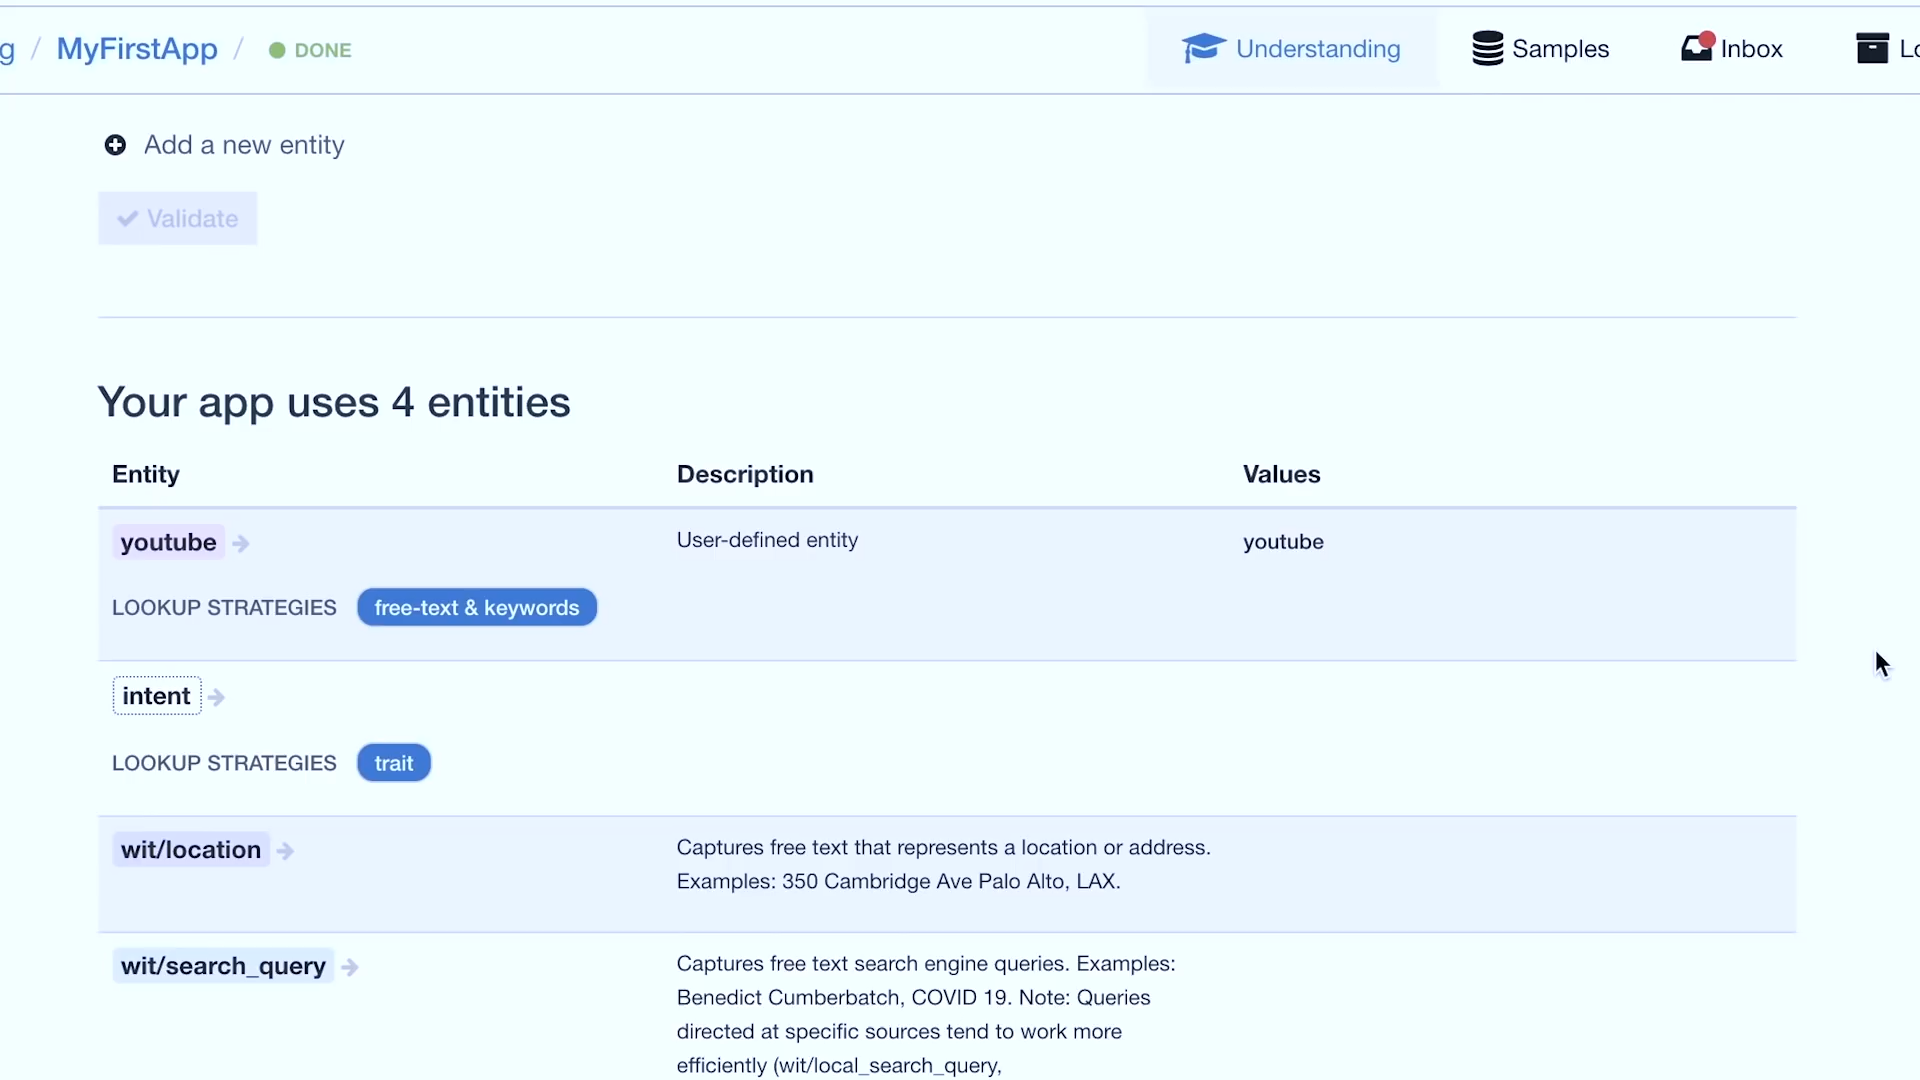 g / MyFirstApp / DONE Understanding Samples Inbox Lo
Add a new entity
Validate
Your app uses 4 entities
Entity Description Values
youtube User-defined entity youtube
LOOKUP STRATEGIES free-text & keywords
intent
LOOKUP STRATEGIES trait
wit/location Captures free text that represents a location or address.
Examples: 350 Cambridge Ave Palo Alto, LAX.
wit/search_query Captures free text search engine queries. Examples:
Benedict Cumberbatch, COVID 19. Note: Queries
directed at specific sources tend to work more
efficiently (wit/local_search_query,